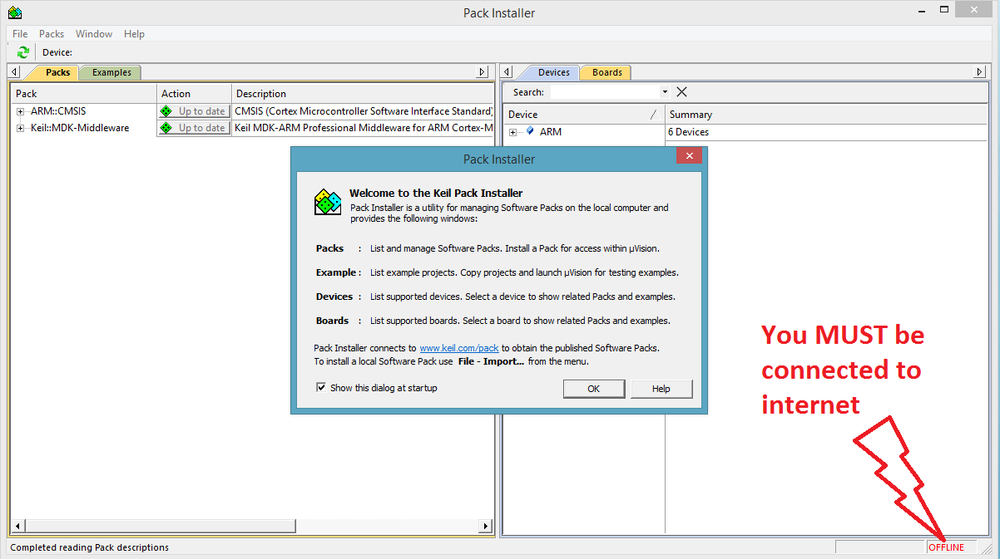 Pack Installer
File Packs Window Help
Device:
Packs Examples
Devices Boards
Pack Action Description
ARM::CMSIS Up to date CMSIS (Cortex Microcontroller Software Interface Standard)
Keil::MDK-Middleware Up to date Keil MDK-ARM Professional Middleware for ARM Cortex-M
Search:
Device Summary
ARM 6 Devices
Pack Installer
Welcome to the Keil Pack Installer
Pack Installer is a utility for managing Software Packs on the local computer and
provides the following windows:
Packs : List and manage Software Packs. Install a Pack for access within µVision.
Example : List example projects. Copy projects and launch µVision for testing examples.
Devices : List supported devices. Select a device to show related Packs and examples.
Boards : List supported boards. Select a board to show related Packs and examples.
Pack Installer connects to www.keil.com/pack to obtain the published Software Packs.
To install a local Software Pack use File - Import... from the menu.
Show this dialog at startup
OK Help
You MUST be
connected to
internet
Completed reading Pack descriptions
OFFLINE